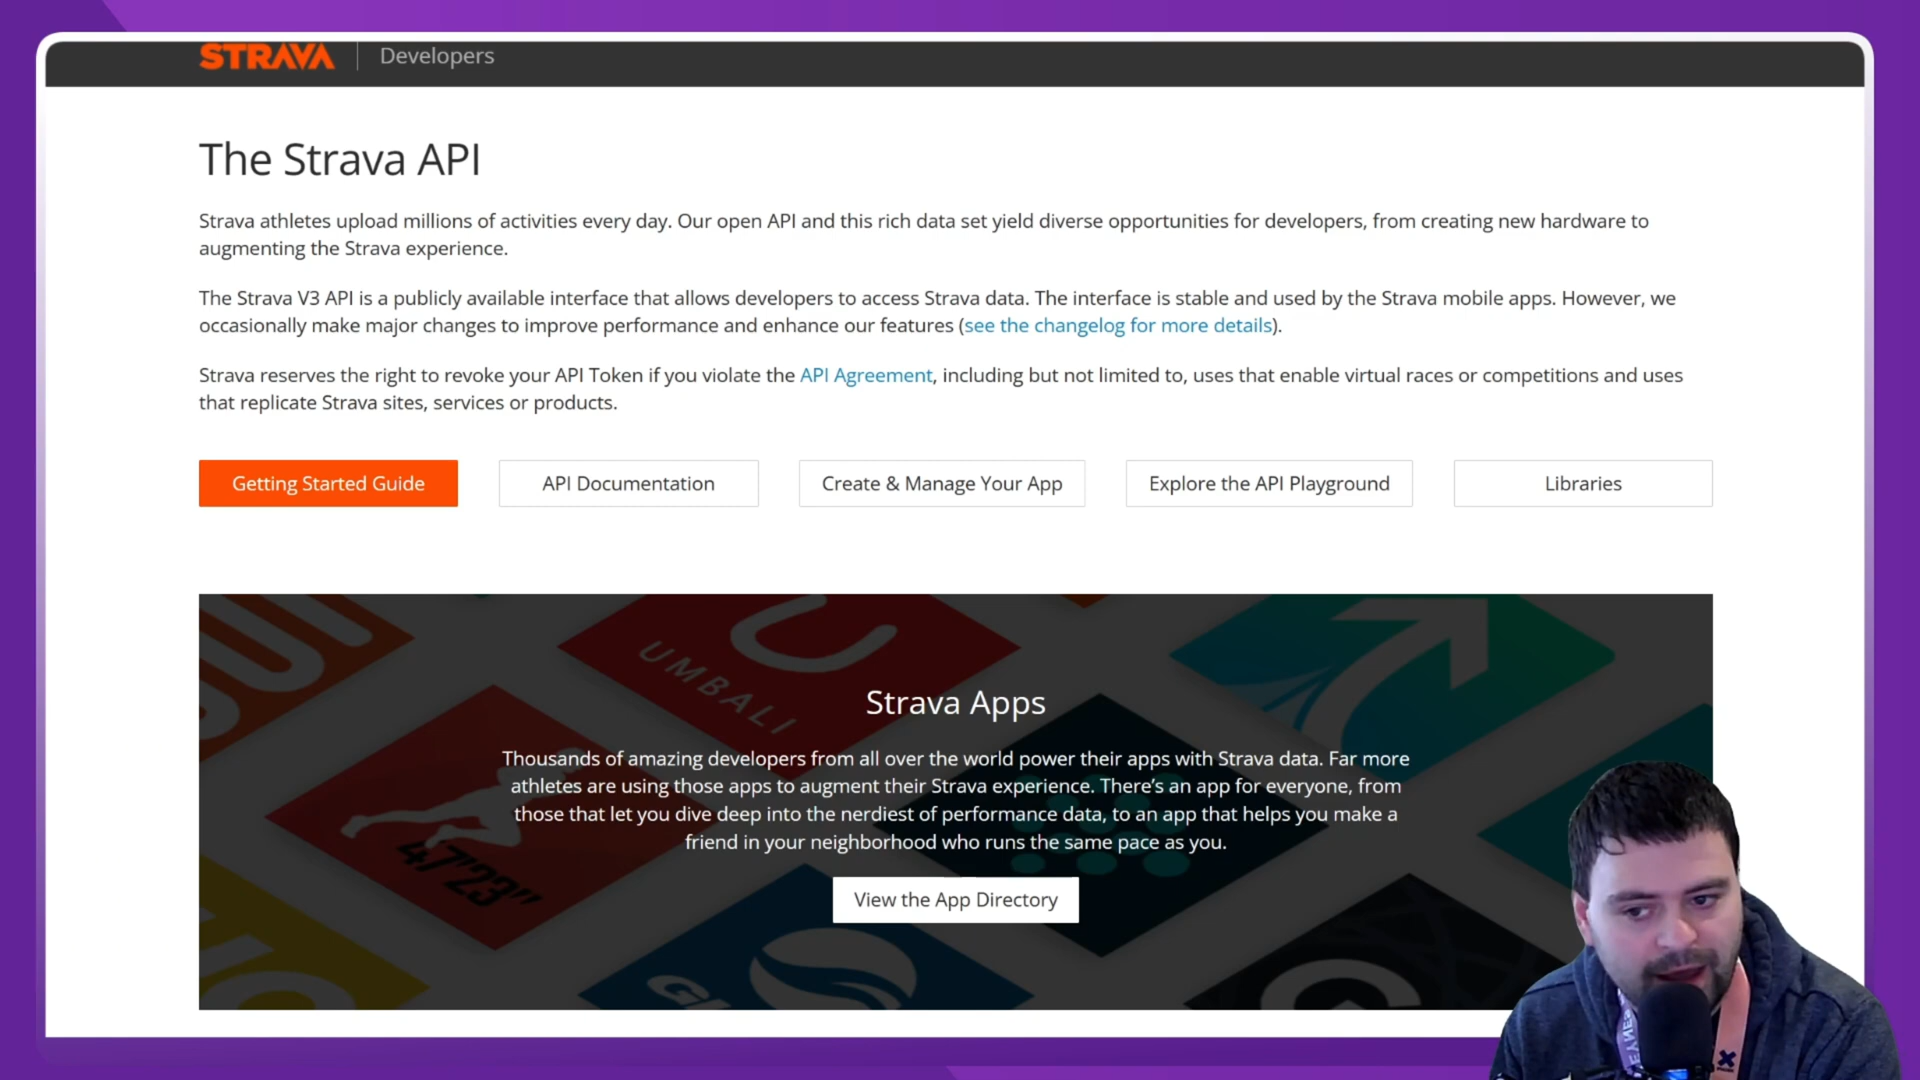 STRAVA
Developers
The Strava API
Strava athletes upload millions of activities every day. Our open API and this rich data set yield diverse opportunities for developers, from creating new hardware to
augmenting the Strava experience.
The Strava V3 API is a publicly available interface that allows developers to access Strava data. The interface is stable and used by the Strava mobile apps. However, we
occasionally make major changes to improve performance and enhance our features (see the changelog for more details).
Strava reserves the right to revoke your API Token if you violate the API Agreement, including but not limited to, uses that enable virtual races or competitions and uses
that replicate Strava sites, services or products.
Getting Started Guide
API Documentation
Create & Manage Your App
Explore the API Playground
Libraries
UMBALI
Strava Apps
Thousands of amazing developers from all over the world power their apps with Strava data. Far more
athletes are using those apps to augment their Strava experience. There’s an app for everyone, from
those that let you dive deep into the nerdiest of performance data, to an app that helps you make a
friend in your neighborhood who runs the same pace as you.
47'23"
View the App Directory